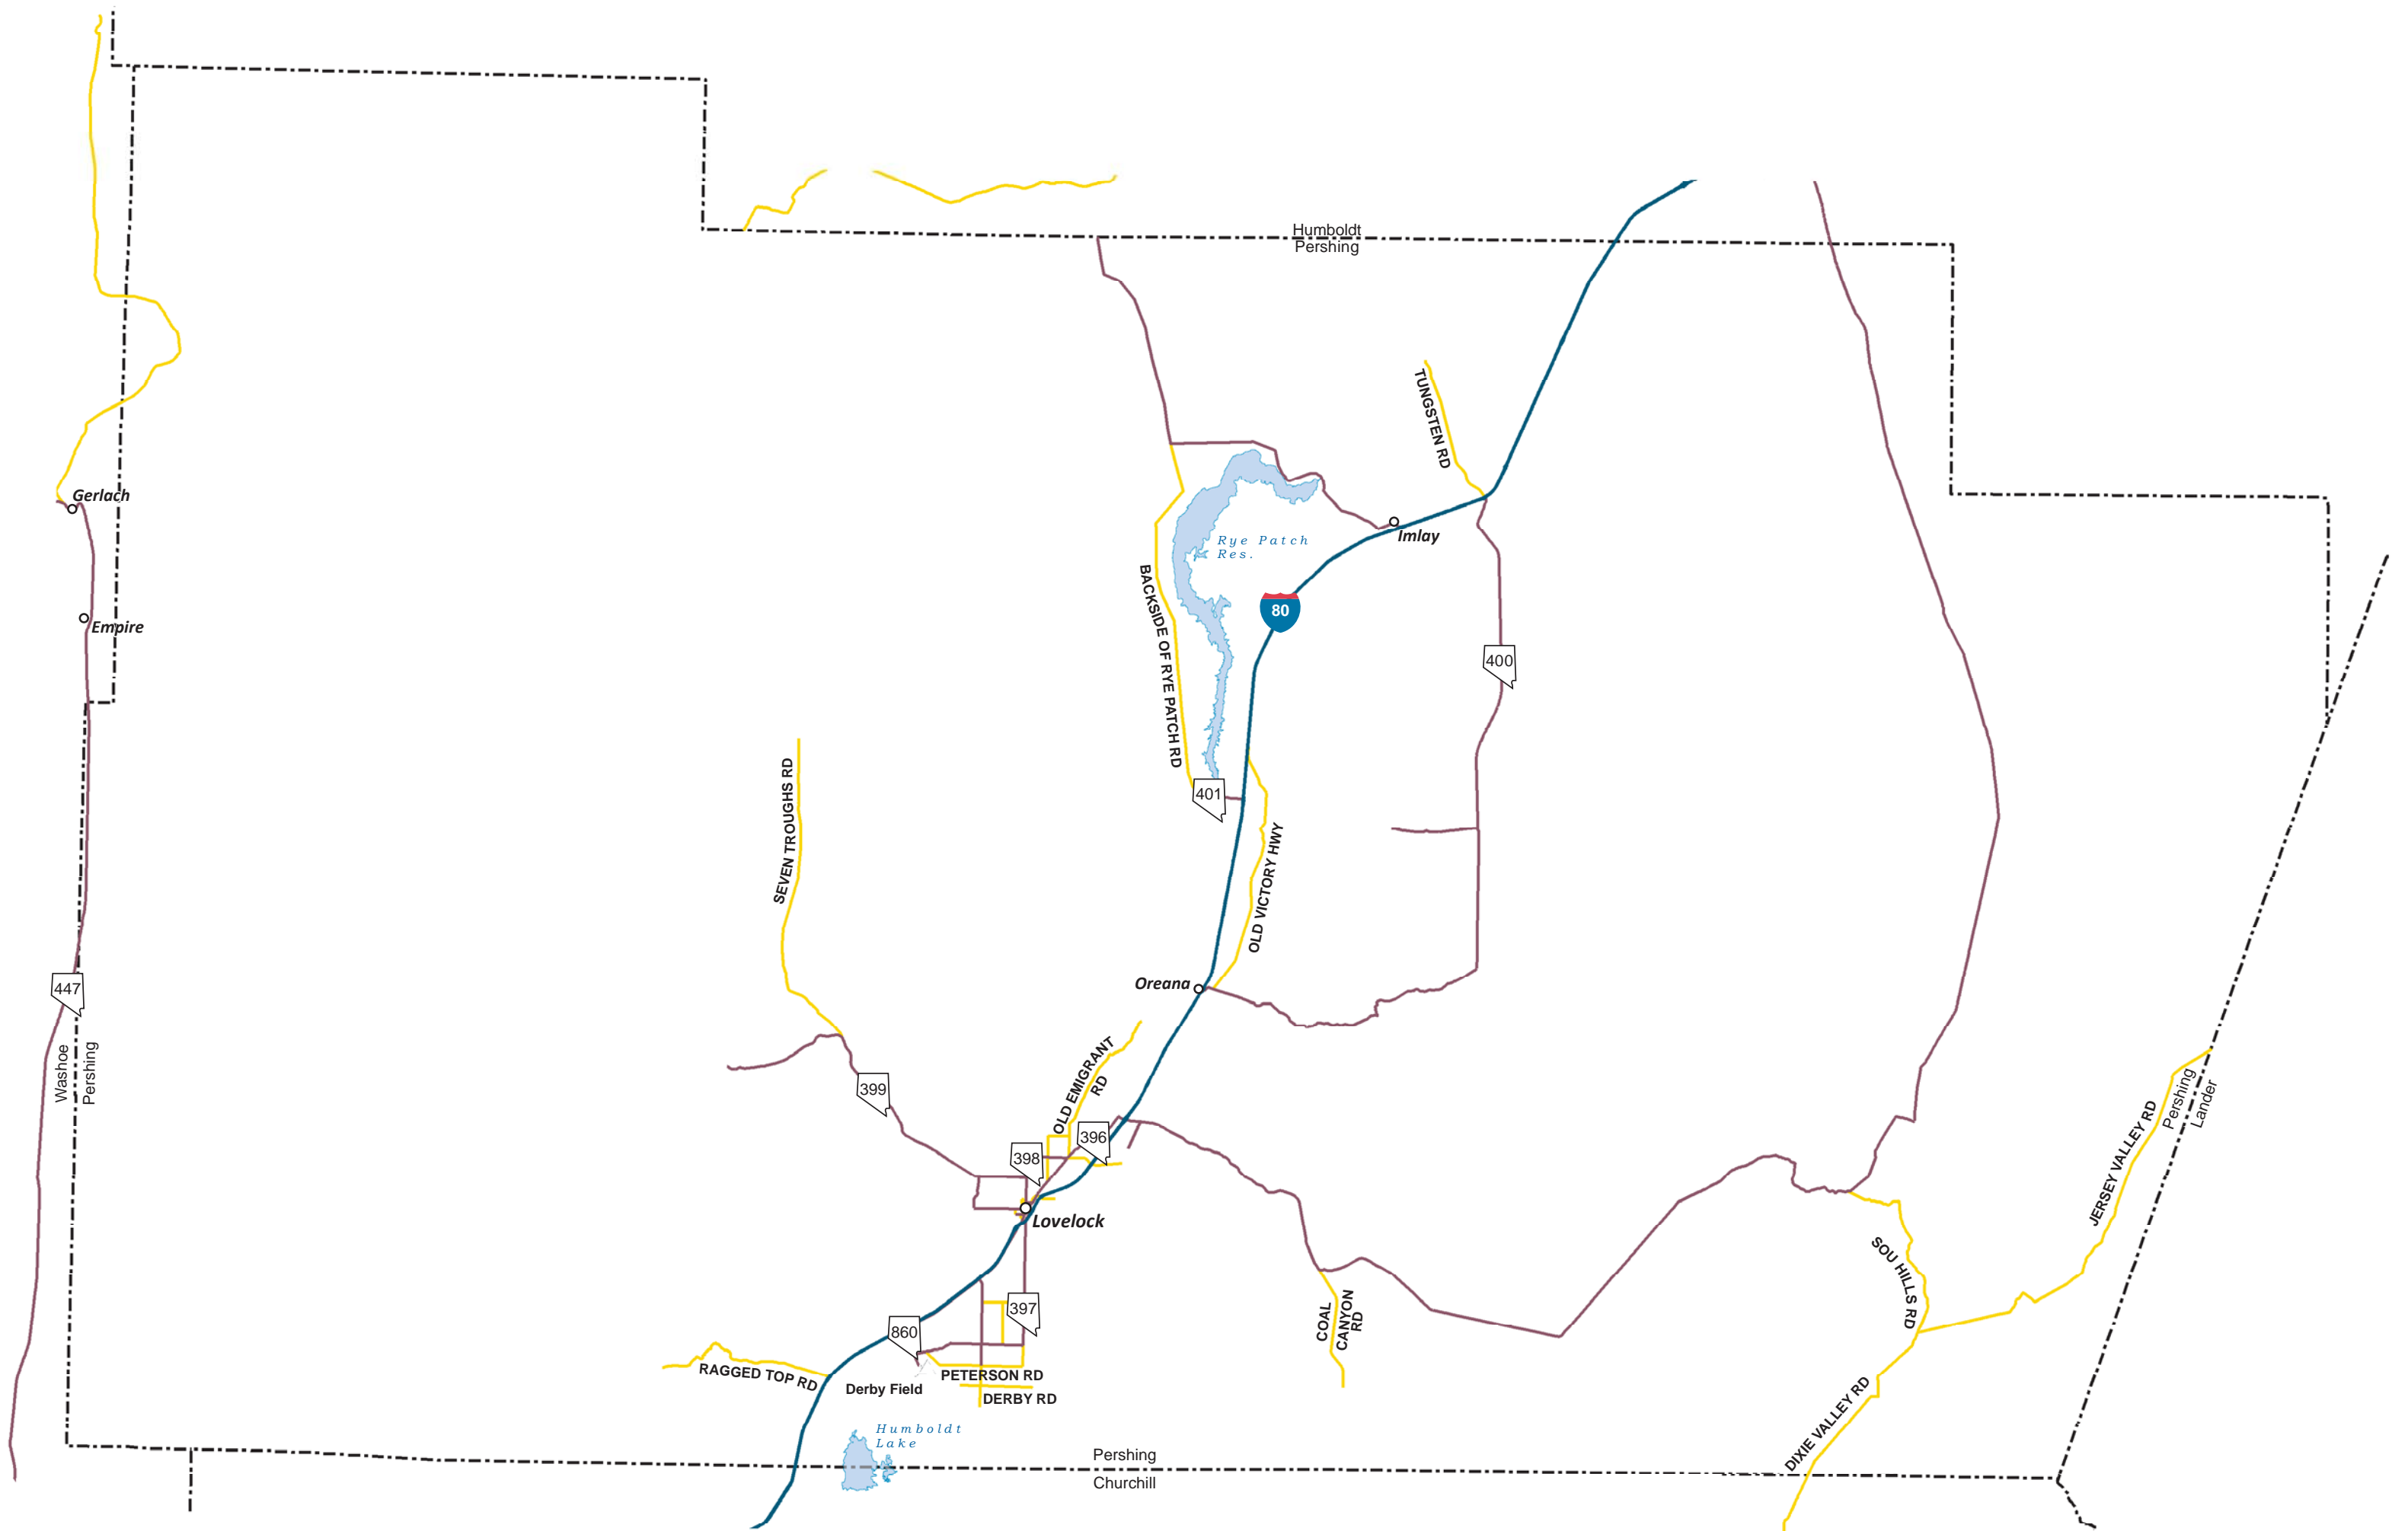 Humboldt
Pershing
TUNGSTEN RD
Gerlach
Imlay
Rye Patch
Res.
BACKSIDE OF RYE PATCH RD
80
Empire
400
SEVEN TROUGHS RD
401
OLD VICTORY HWY
Oreana
447
Washoe
Pershing
399
OLD EMIGRANT
RD
396
398
Pershing
Lander
JERSEY VALLEY RD
Lovelock
SOU HILLS RD
397
COAL
CANYON
RD
860
RAGGED TOP RD
PETERSON RD
Derby Field
DERBY RD
DIXIE VALLEY RD
Humboldt
Lake
Pershing
Churchill